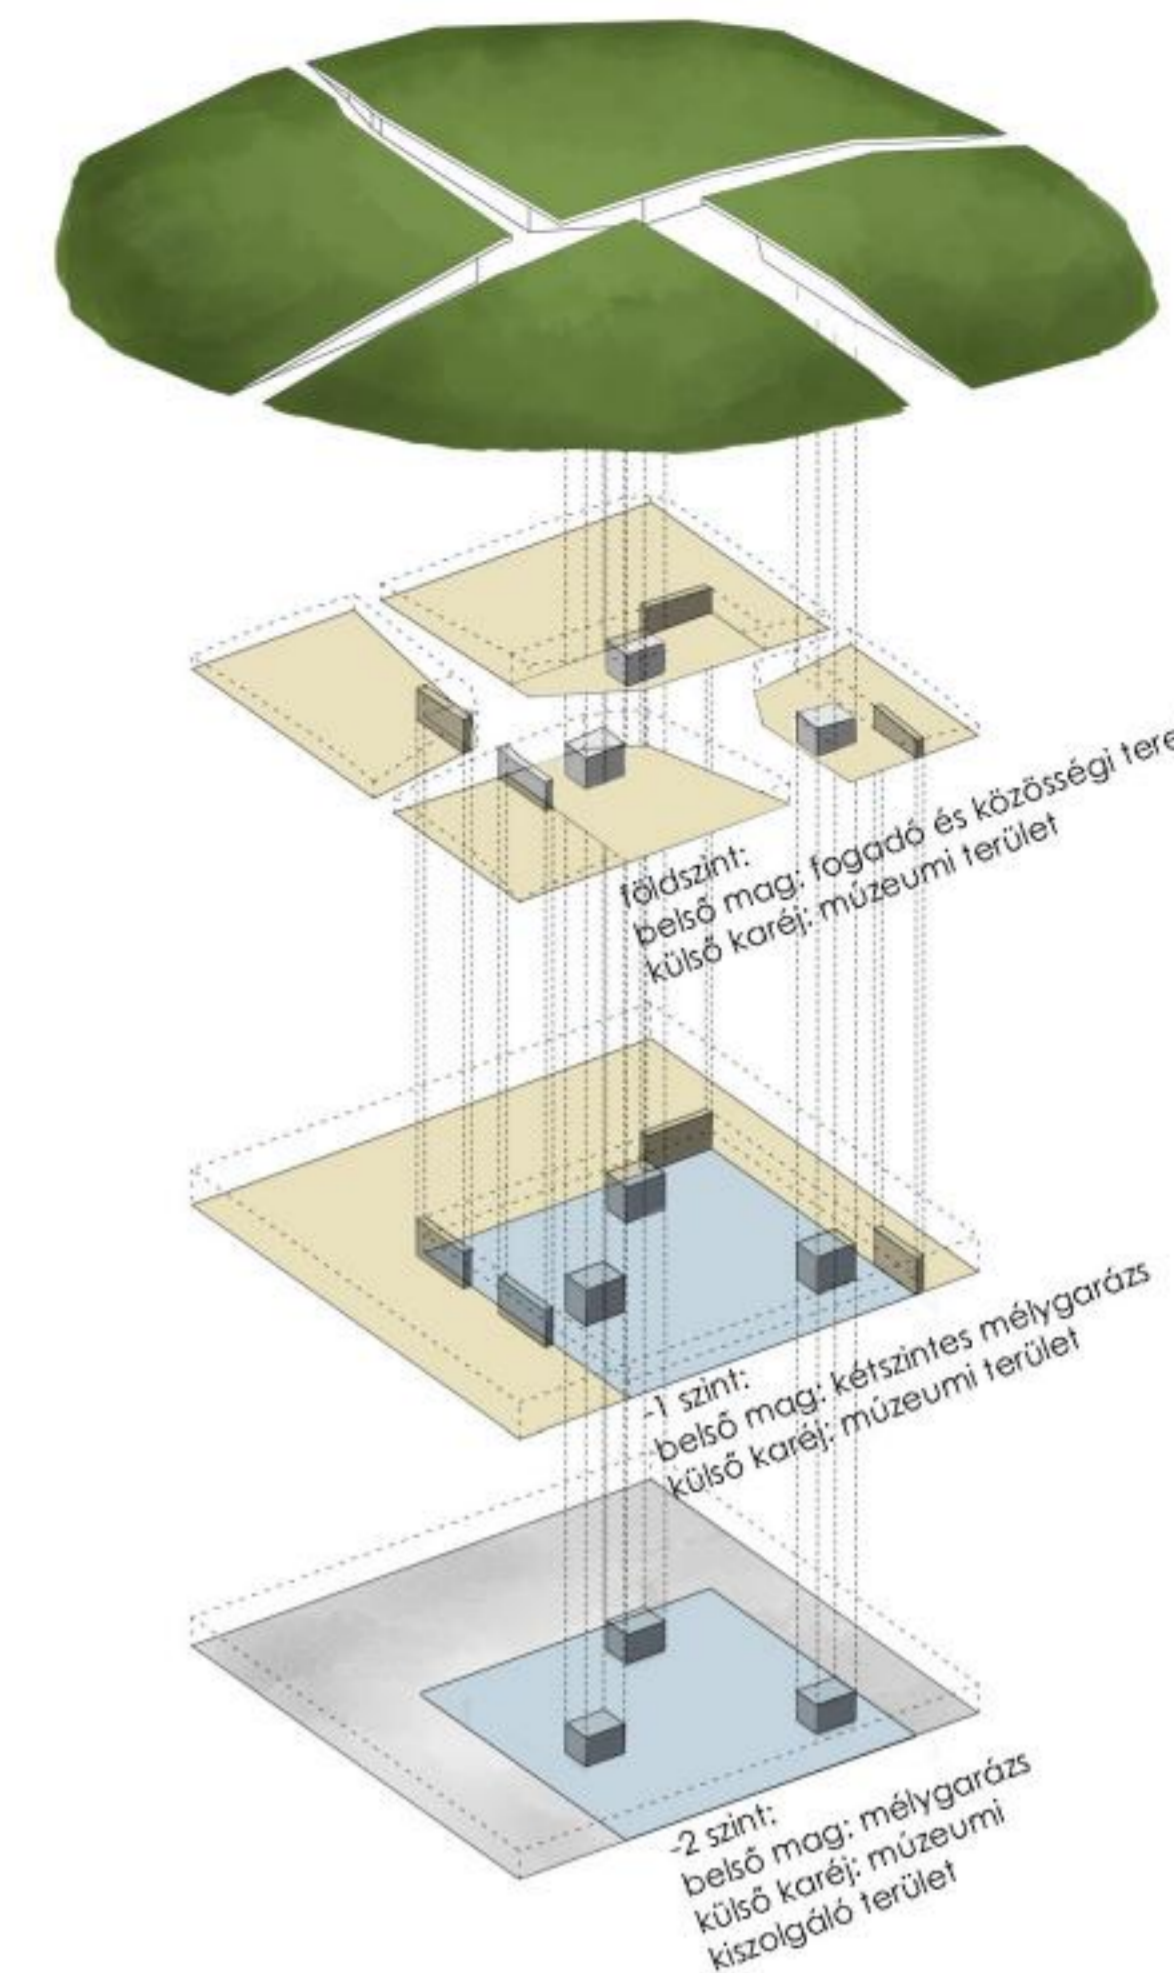 földszint:
belső mag: fogadó és közösségi tere
külső karéj: múzeumi terület
-1 szint:
belső mag: kétszintes mélygarázs
külső karéj: múzeumi terület
-2 szint:
belső mag: mélygarázs
külső karéj: múzeumi
kiszolgáló terület